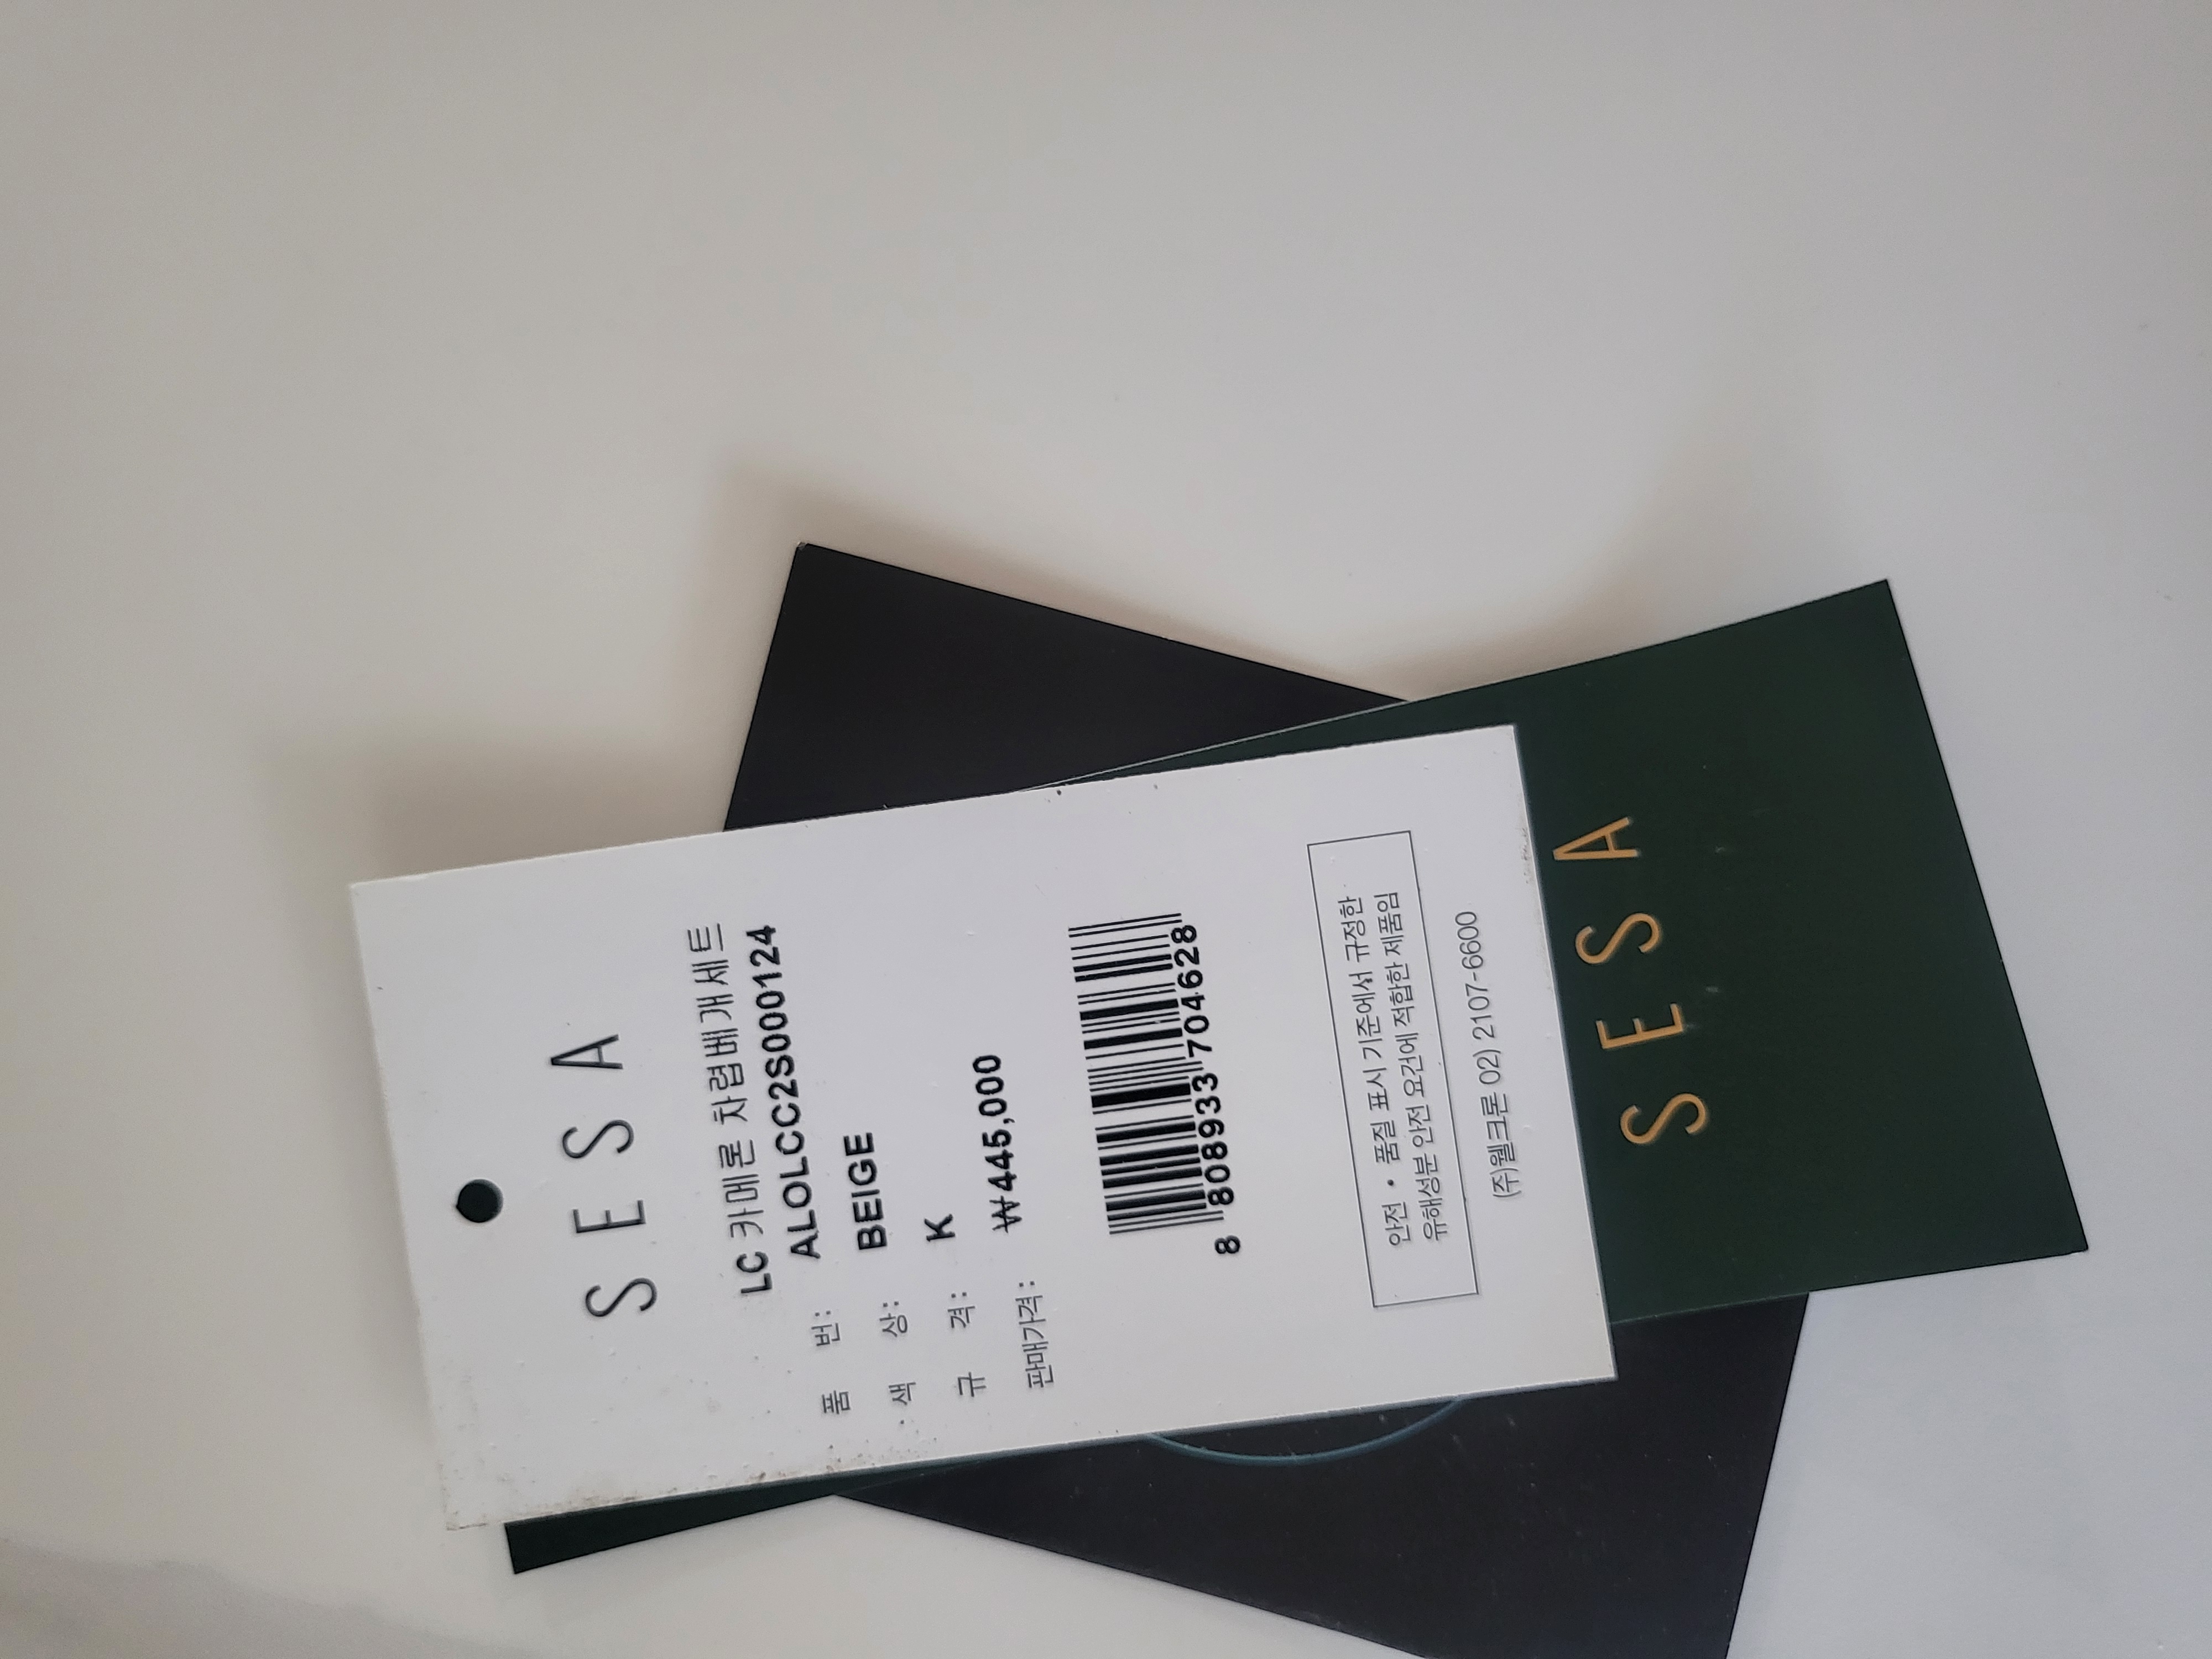 SESA
LC 카메론 차렵베개세트
품 번: ALOLCC2S000124
색 상: BEIGE
규 격: K
판매가격: ₩445,000
8 808933 704628
안전 • 품질 표시 기준에서 규정한
유해성분 안전 요건에 적합한 제품임
(주)웰크론 02) 2107-6600
SESA